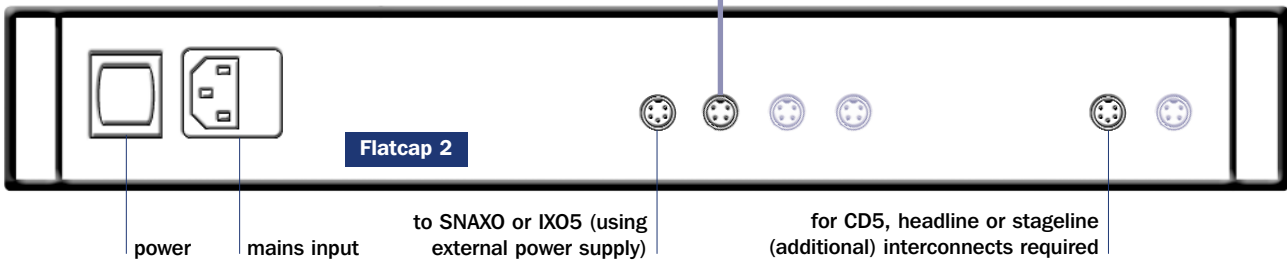 Flatcap 2
power
mains input
to SNAXO or IXO5 (using
external power supply)
for CD5, headline or stageline
(additional) interconnects required